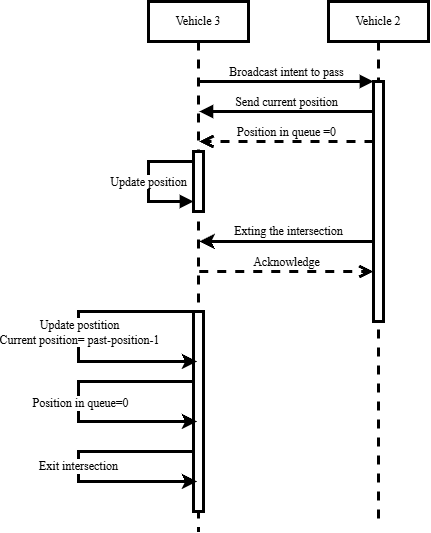 Vehicle 3
Vehicle 2
Broadcast intent to pass
Send current position
Position in queue =0
Update position
Exting the intersection
Acknowledge
Update postition
Current position= past-position-1
Position in queue=0
Exit intersection